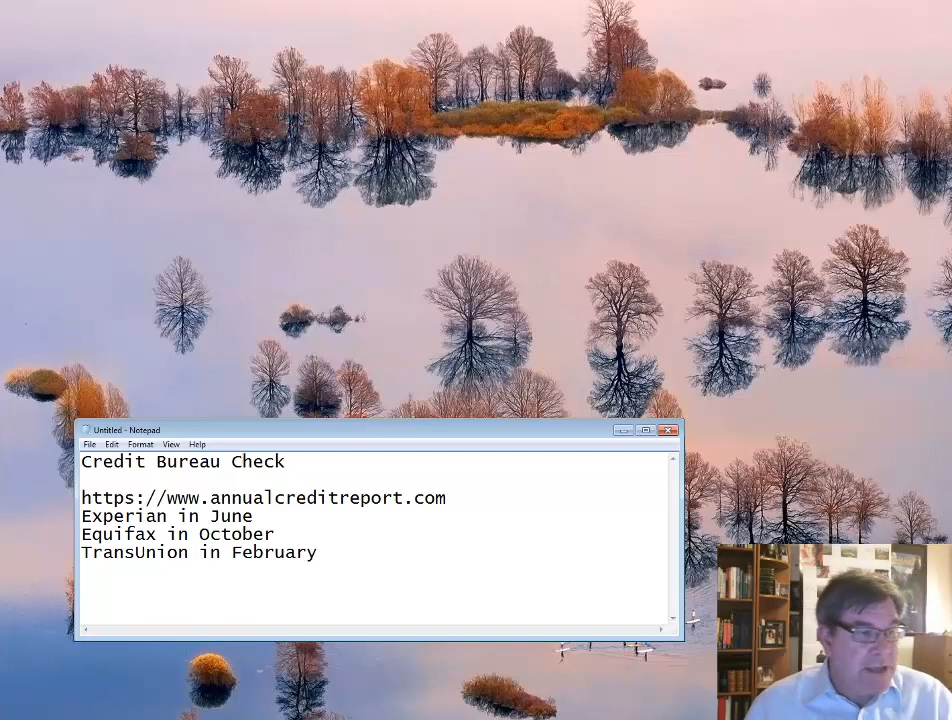 Untitled - Notepad
File Edit Format View Help
Credit Bureau Check
https://www.annualcreditreport.com
Experian in June
Equifax in October
TransUnion in February